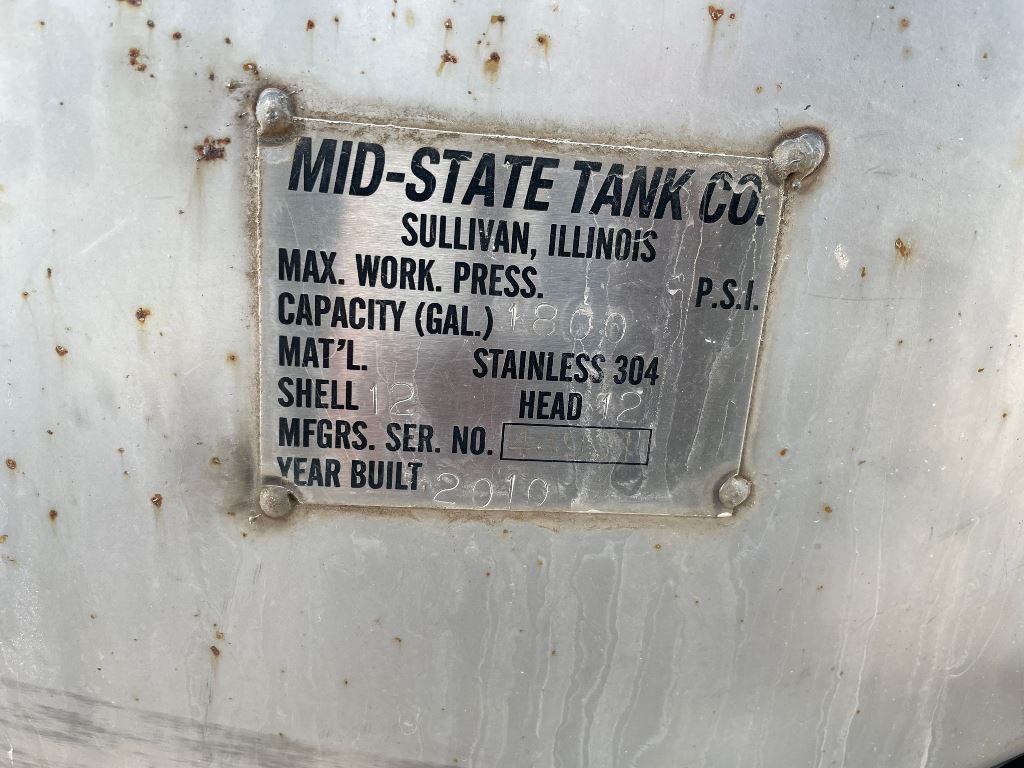 MID-STATE TANK CO.
SULLIVAN, ILLINOIS
MAX. WORK. PRESS. P.S.I.
CAPACITY (GAL.) 1800
MAT'L. STAINLESS 304
SHELL 12 HEAD 12
MFGRS. SER. NO.
YEAR BUILT 2010